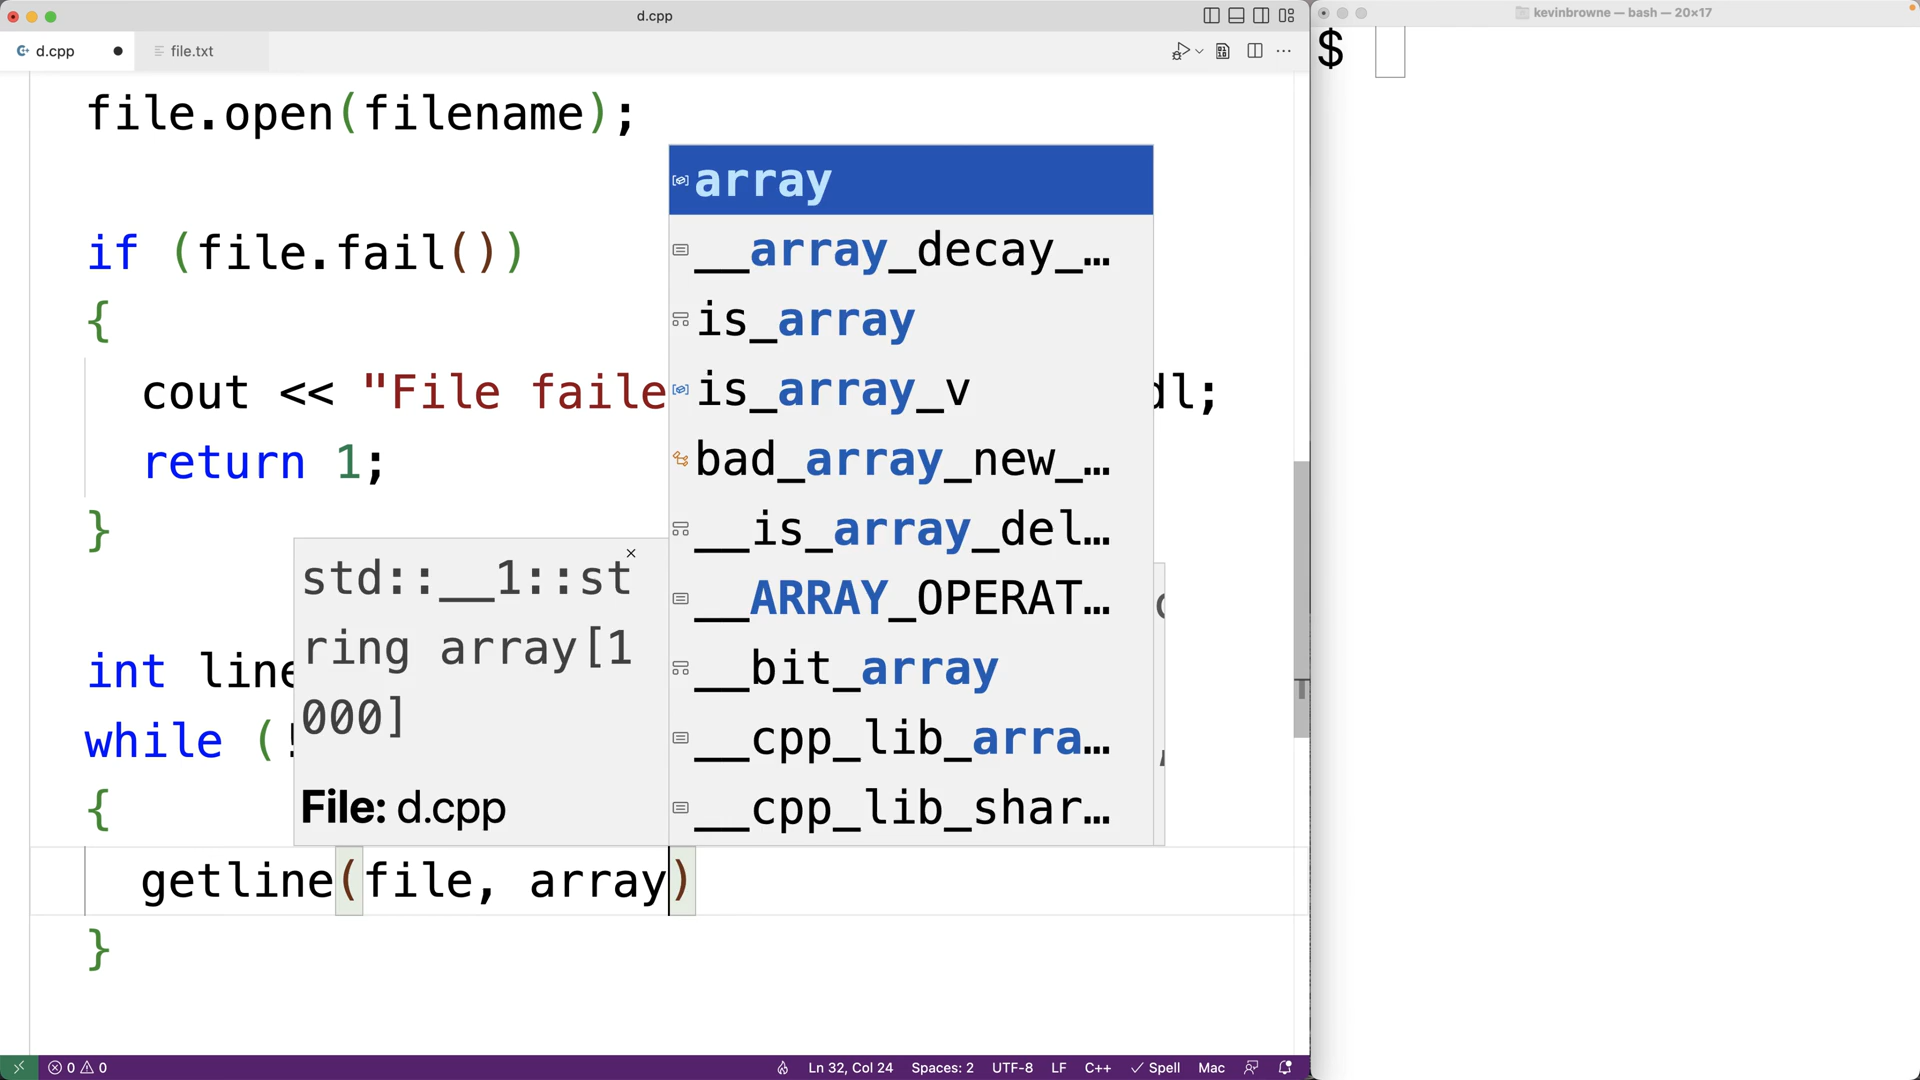 d.cpp
kevinbrowne — bash — 20×17
d.cpp
file.txt
$
file.open(filename);
array
if (file.fail())
__array_decay_…
{
is_array
cout << "File faile
is_array_v
dl;
return 1;
bad_array_new_…
}
__is_array_del…
std::__1::st
ring array[1
000]
File: d.cpp
__ARRAY_OPERAT…
int line
__bit_array
while (!
__cpp_lib_arra…
{
__cpp_lib_shar…
getline(file, array)
}
0 0
Ln 32, Col 24
Spaces: 2
UTF-8
LF
C++
Spell
Mac